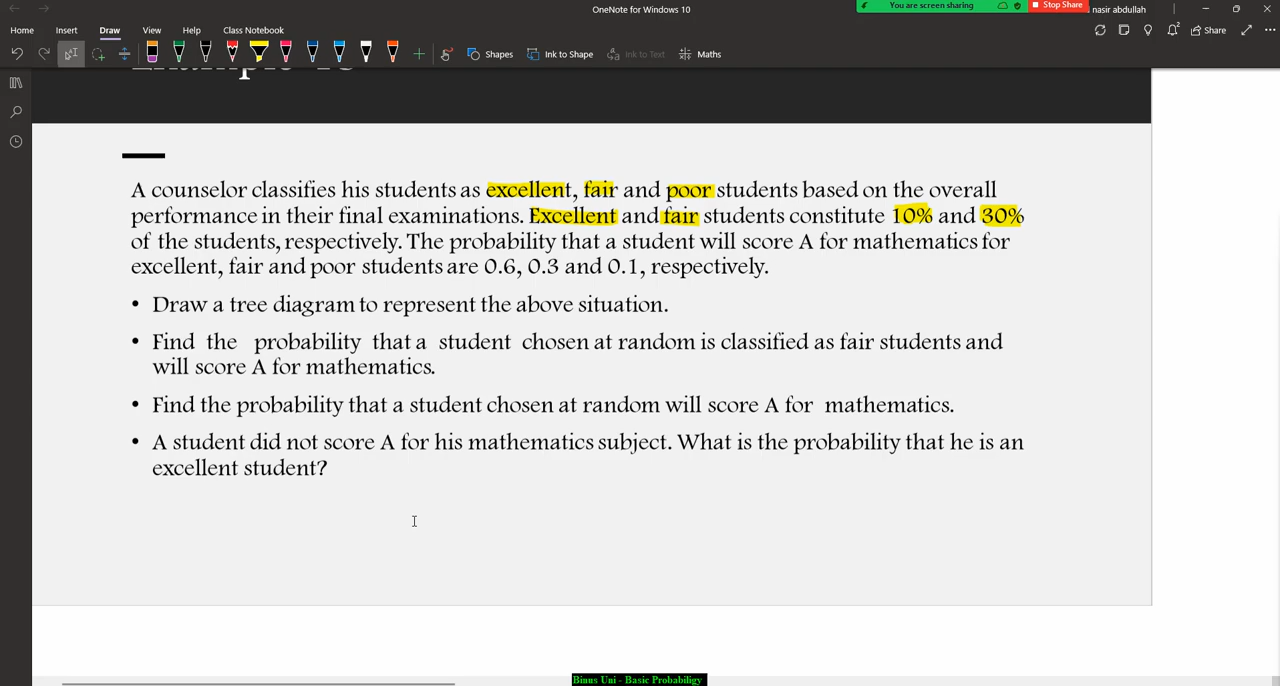 OneNote for Windows 10
You are screen sharing
Stop Share
nasir abdullah
Home Insert Draw View Help Class Notebook
Share
Shapes
Ink to Shape
Ink to Text
Maths
A counselor classifies his students as excellent, fair and poor students based on the overall
performance in their final examinations. Excellent and fair students constitute 10% and 30%
of the students, respectively. The probability that a student will score A for mathematics for
excellent, fair and poor students are 0.6, 0.3 and 0.1, respectively.
• Draw a tree diagram to represent the above situation.
• Find the probability that a student chosen at random is classified as fair students and
will score A for mathematics.
• Find the probability that a student chosen at random will score A for mathematics.
• A student did not score A for his mathematics subject. What is the probability that he is an
excellent student?
Binus Uni - Basic Probabiligy